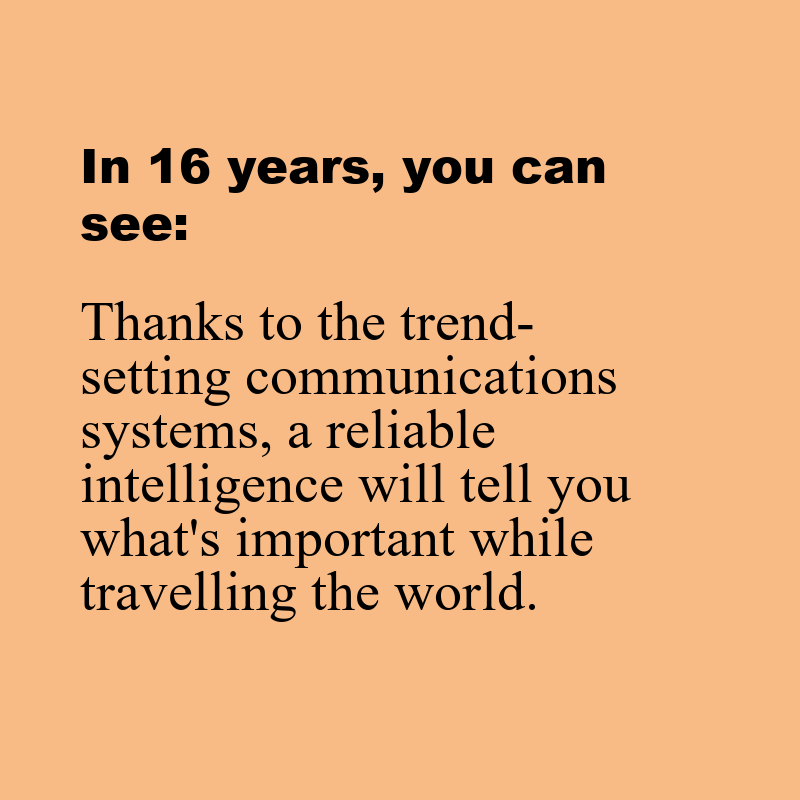 In 16 years, you can
see:
Thanks to the trend-
setting communications
systems, a reliable
intelligence will tell you
what's important while
travelling the world.